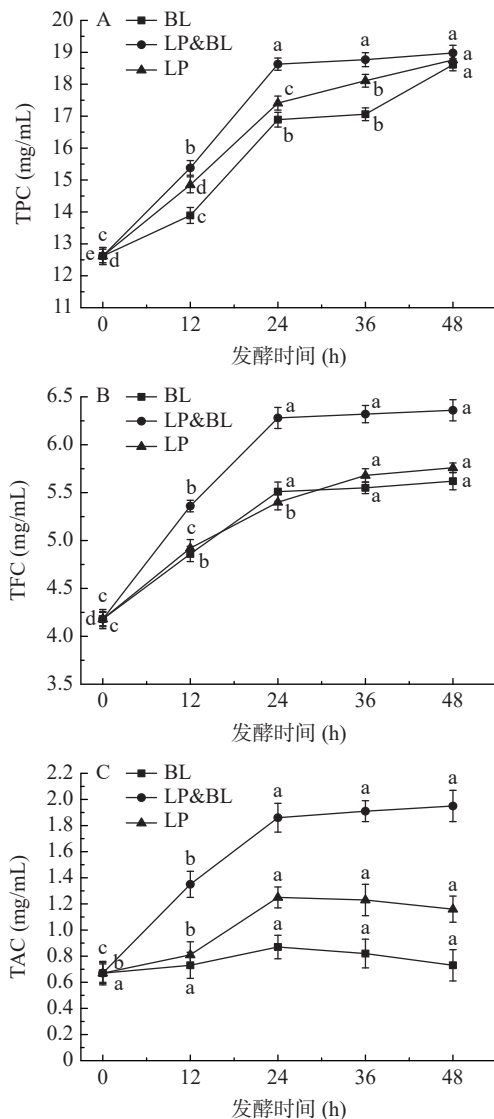 A
BL
LP&BL
LP
TPC (mg/mL)
20
19
18
17
16
15
14
13
12
11
c
e
d
b
d
c
a
c
b
a
b
b
a
a
a
0 12 24 36 48
发酵时间 (h)
B
BL
LP&BL
LP
TFC (mg/mL)
6.5
6.0
5.5
5.0
4.5
4.0
3.5
c
d
c
b
c
b
a
a
b
a
a
a
a
a
a
0 12 24 36 48
发酵时间 (h)
C
BL
LP&BL
LP
TAC (mg/mL)
2.2
2.0
1.8
1.6
1.4
1.2
1.0
0.8
0.6
0.4
0.2
0
c
b
a
b
b
a
a
a
a
a
a
a
a
a
a
0 12 24 36 48
发酵时间 (h)